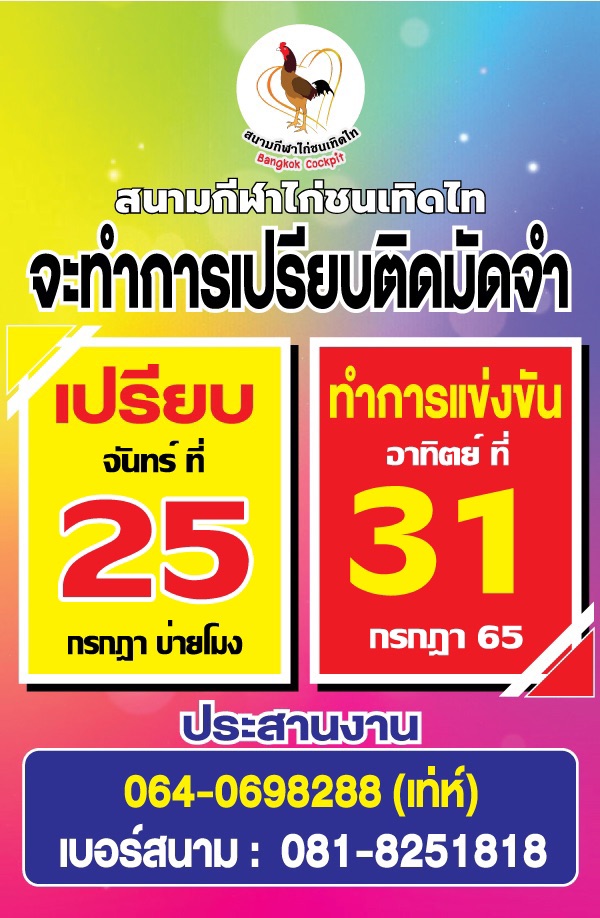 สนามกีฬาไก่ชนเทิดไท
Bangkok Cockpit
สนามกีฬาไก่ชนเทิดไท
จะทำการเปรียบติดมัดจำ
เปรียบ
จันทร์ ที่
25
กรกฎา บ่ายโมง
ทำการแข่งขัน
อาทิตย์ ที่
31
กรกฎา 65
ประสานงาน
064-0698288 (เท่ห์)
เบอร์สนาม : 081-8251818